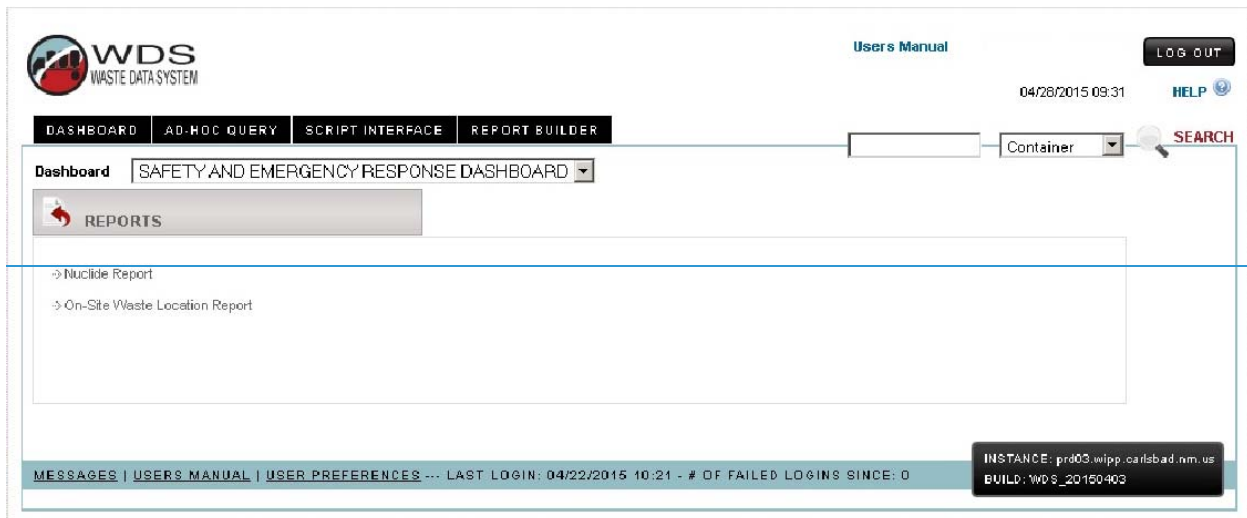 WDS
WASTE DATA SYSTEM
Users Manual
LOG OUT
04/28/2015 09:31
HELP
DASHBOARD AD-HOC QUERY SCRIPT INTERFACE REPORT BUILDER
Container
SEARCH
Dashboard SAFETY AND EMERGENCY RESPONSE DASHBOARD
REPORTS
Nuclide Report
On-Site Waste Location Report
MESSAGES | USERS MANUAL | USER PREFERENCES --- LAST LOGIN: 04/22/2015 10:21 - # OF FAILED LOGINS SINCE: 0
INSTANCE: prd03.wipp.carlsbad.nm.us
BUILD: WDS_20150403